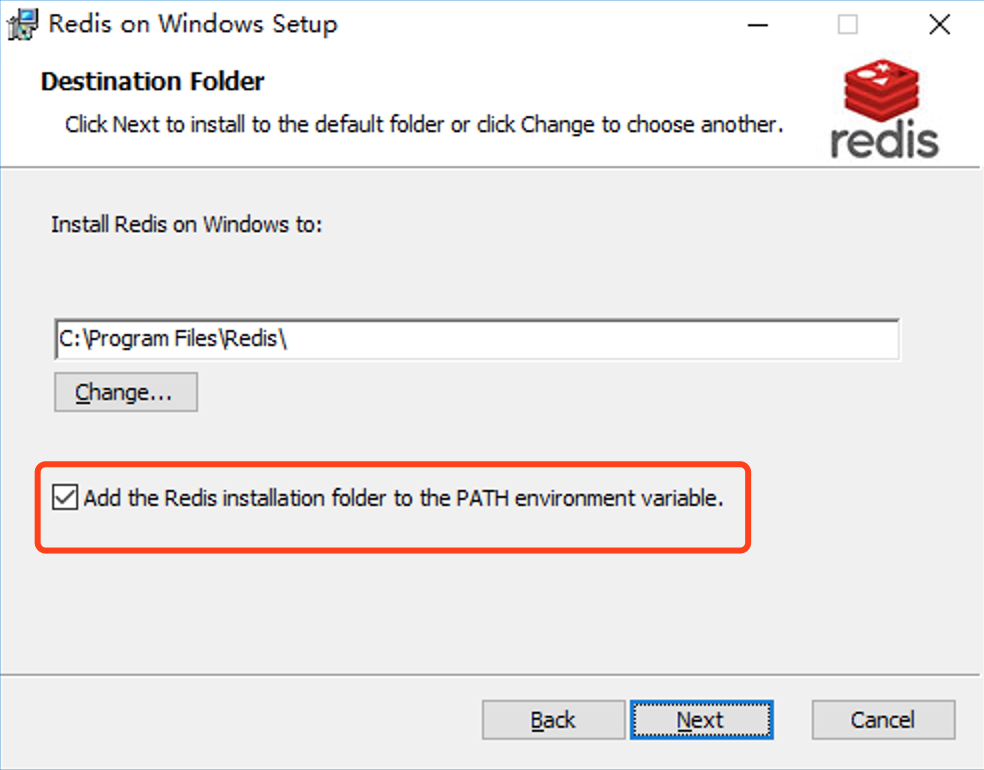 Redis on Windows Setup
Destination Folder
Click Next to install to the default folder or click Change to choose another.
redis
Install Redis on Windows to:
C:\Program Files\Redis\
Change...
Add the Redis installation folder to the PATH environment variable.
Back Next Cancel